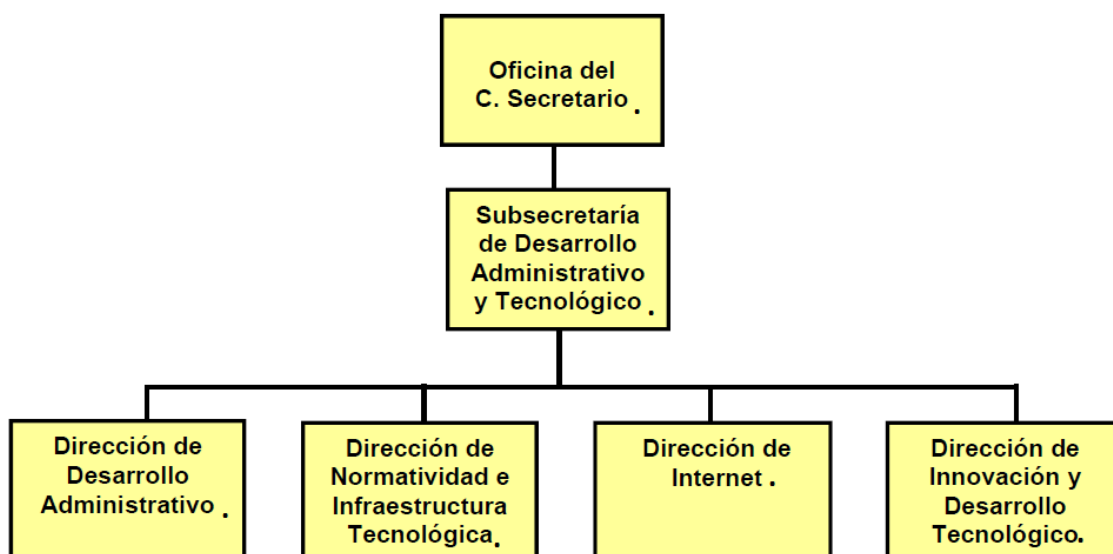 Oficina del
C. Secretario .
Subsecretaría
de Desarrollo
Administrativo
y Tecnológico .
Dirección de
Desarrollo
Administrativo .
Dirección de
Normatividad e
Infraestructura
Tecnológica.
Dirección de
Internet .
Dirección de
Innovación y
Desarrollo
Tecnológico.